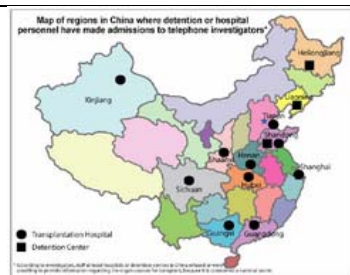 Map of regions in China where detention or hospital
personnel have made admissions to telephone investigators*
Heilongjiang
Xinjiang
Liaoning
Tianjin
Shandong
Shaanxi
Henan
Shanghai
Sichuan
Hubei
Guangxi
Guangdong
Transplantation Hospital
Detention Center